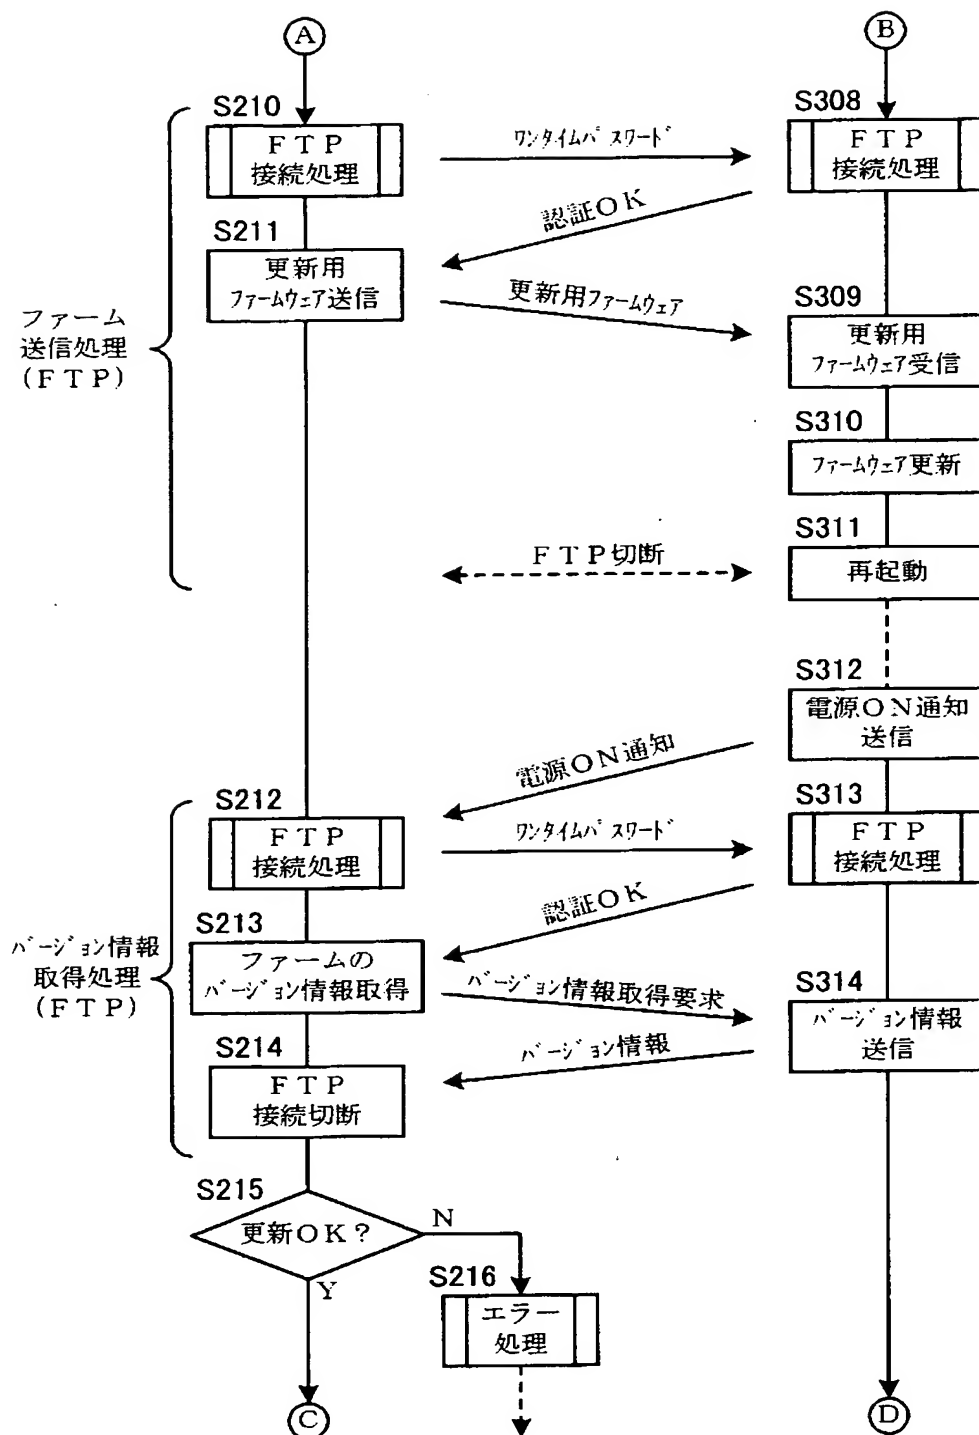 A
B
S210
FTP
接続処理
ワンタイムパスワード
S308
FTP
接続処理
認証OK
S211
更新用
ファームウェア送信
更新用ファームウェア
S309
更新用
ファームウェア受信
ファーム
送信処理
(FTP)
S310
ファームウェア更新
S311
再起動
FTP切断
S312
電源ON通知
送信
電源ON通知
S212
FTP
接続処理
ワンタイムパスワード
S313
FTP
接続処理
認証OK
S213
ファームの
バージョン情報取得
バージョン情報取得要求
S314
バージョン情報
送信
バージョン情報
取得処理
(FTP)
バージョン情報
S214
FTP
接続切断
S215
更新OK?
N
Y
S216
エラー
処理
C
D